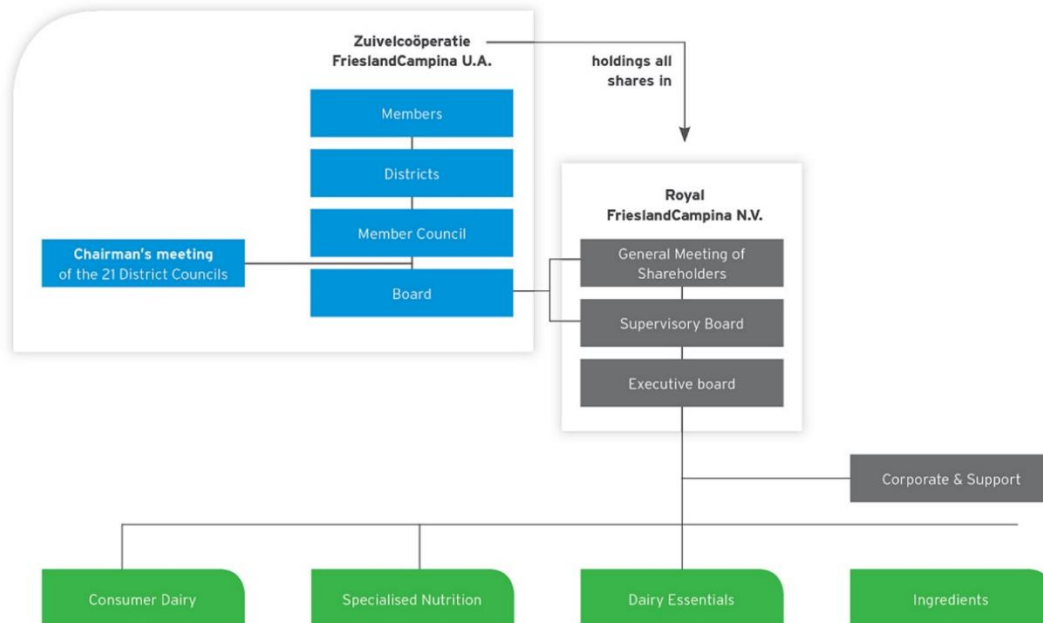 Zuivelcoöperatie
FrieslandCampina U.A.
holdings all
shares in
Members
Districts
Member Council
Chairman's meeting
of the 21 District Councils
Board
Royal
FrieslandCampina N.V.
General Meeting of
Shareholders
Supervisory Board
Executive board
Corporate & Support
Consumer Dairy
Specialised Nutrition
Dairy Essentials
Ingredients